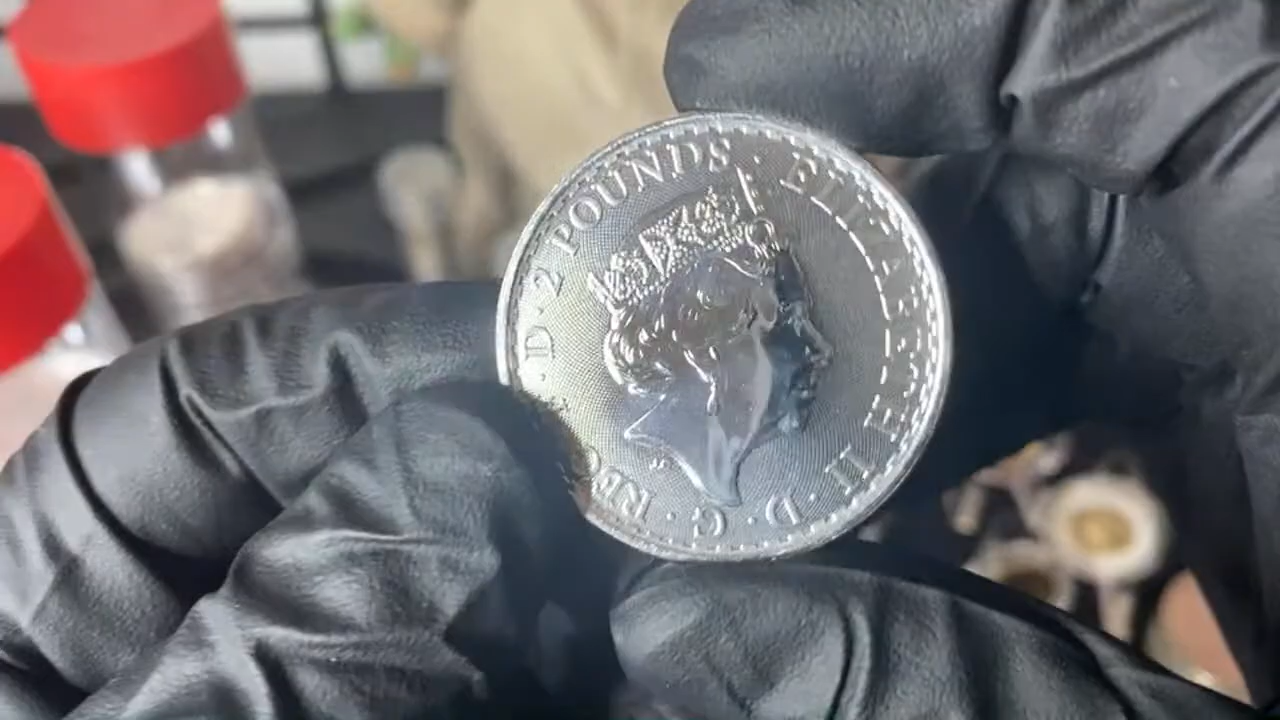 ELIZABETH II · D · G · REG · F · D · 2 POUNDS ·